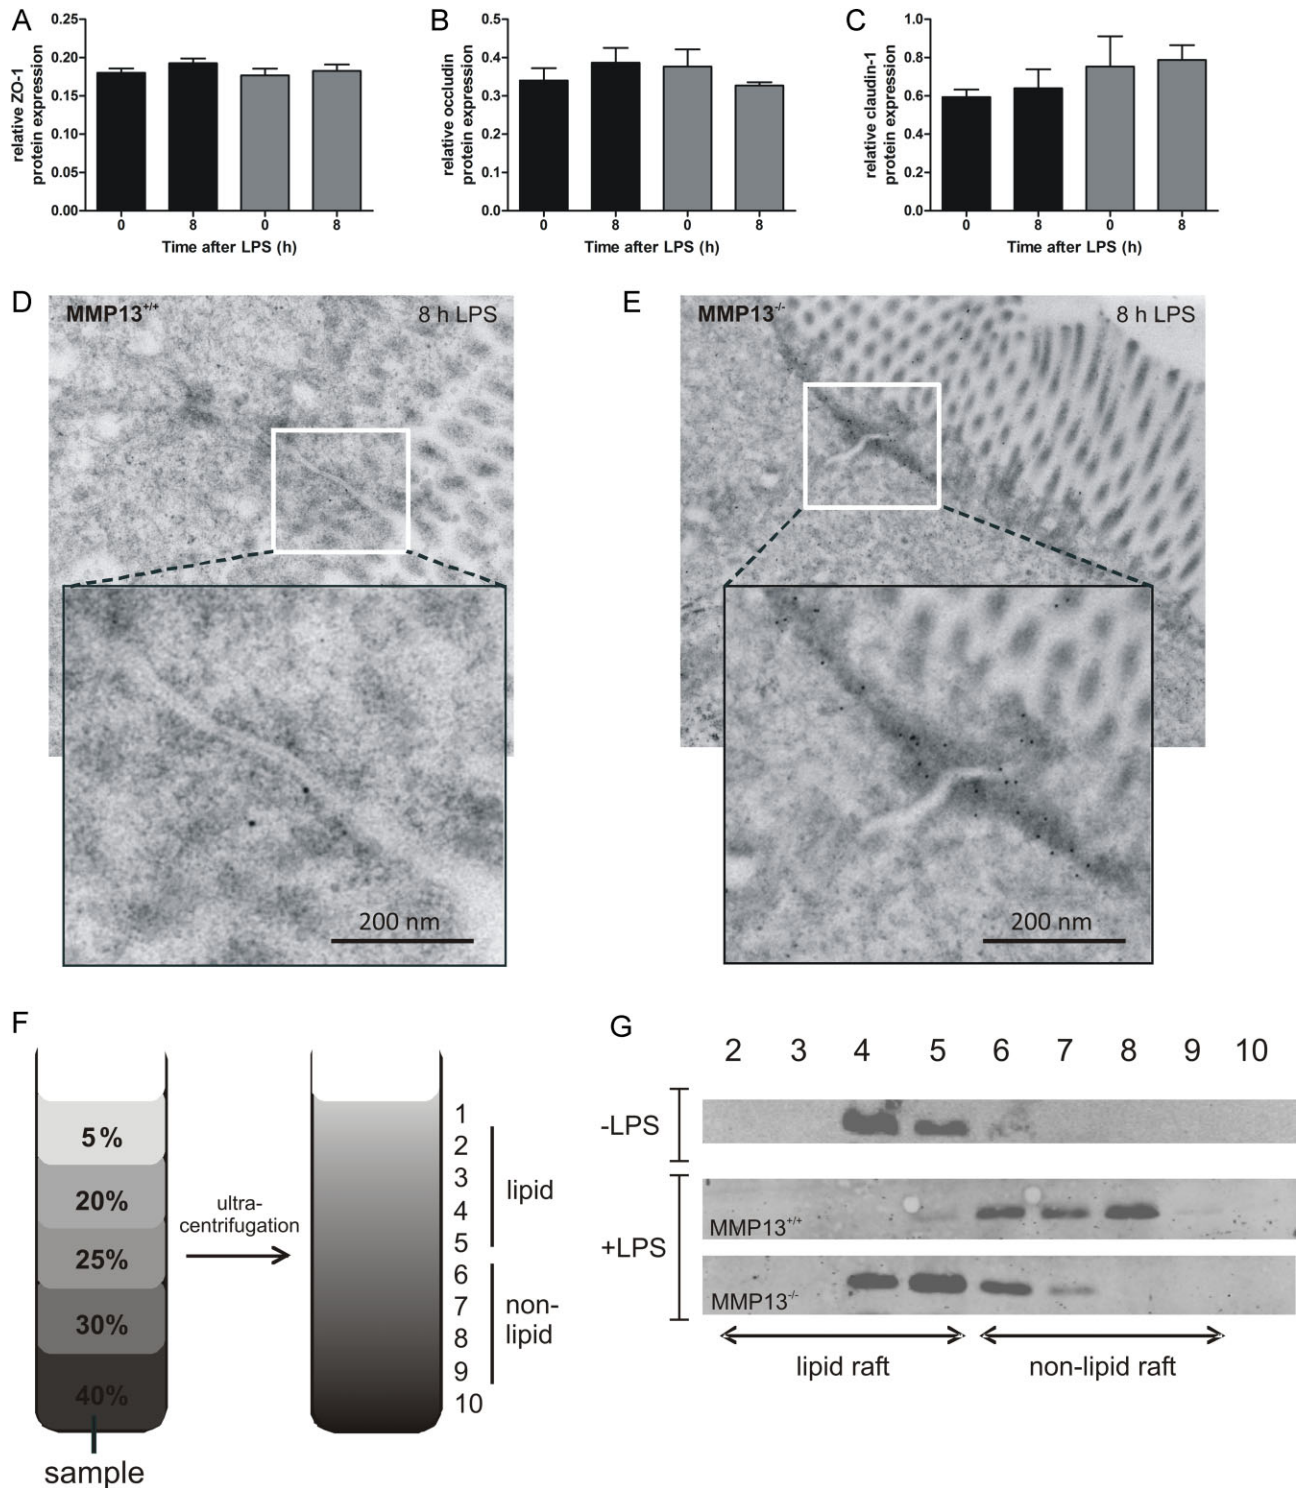 A
relative ZO-1
protein expression
0.25
0.20
0.15
0.10
0.05
0.00
0 8 0 8
Time after LPS (h)
B
relative occludin
protein expression
0.5
0.4
0.3
0.2
0.1
0.0
0 8 0 8
Time after LPS (h)
C
relative claudin-1
protein expression
1.0
0.8
0.6
0.4
0.2
0.0
0 8 0 8
Time after LPS (h)
D
MMP13+/+ 8 h LPS
200 nm
E
MMP13-/- 8 h LPS
200 nm
F
5%
20%
25%
30%
40%
sample
ultra-
centrifugation
1
2
3
4
5
6
7
8
9
10
lipid
non-
lipid
G
2 3 4 5 6 7 8 9 10
-LPS
+LPS
MMP13+/+
MMP13-/-
lipid raft non-lipid raft